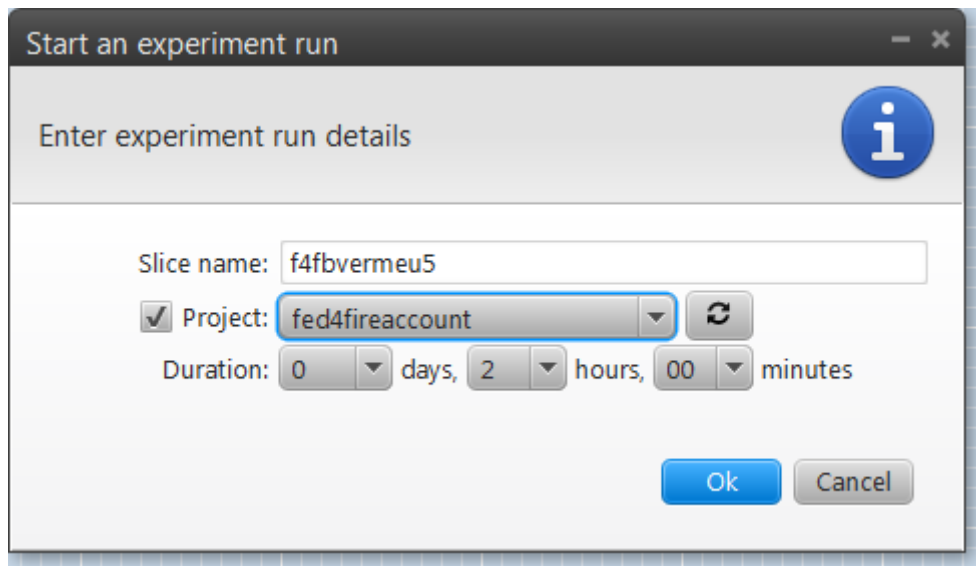 Start an experiment run
Enter experiment run details
Slice name: f4fbvermeu5
Project: fed4fireaccount
Duration: 0 days, 2 hours, 00 minutes
Ok Cancel